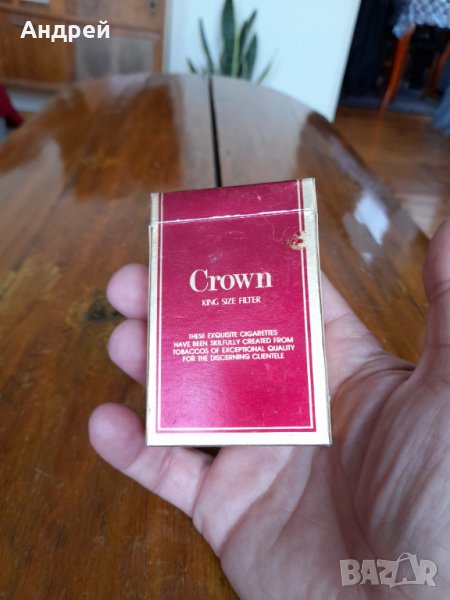 Андрей
Crown
KING SIZE FILTER
THESE EXQUISITE CIGARETTES
HAVE BEEN SKILFULLY CREATED FROM
TOBACCOS OF EXCEPTIONAL QUALITY
FOR THE DISCERNING CLIENTELE
BAZAR